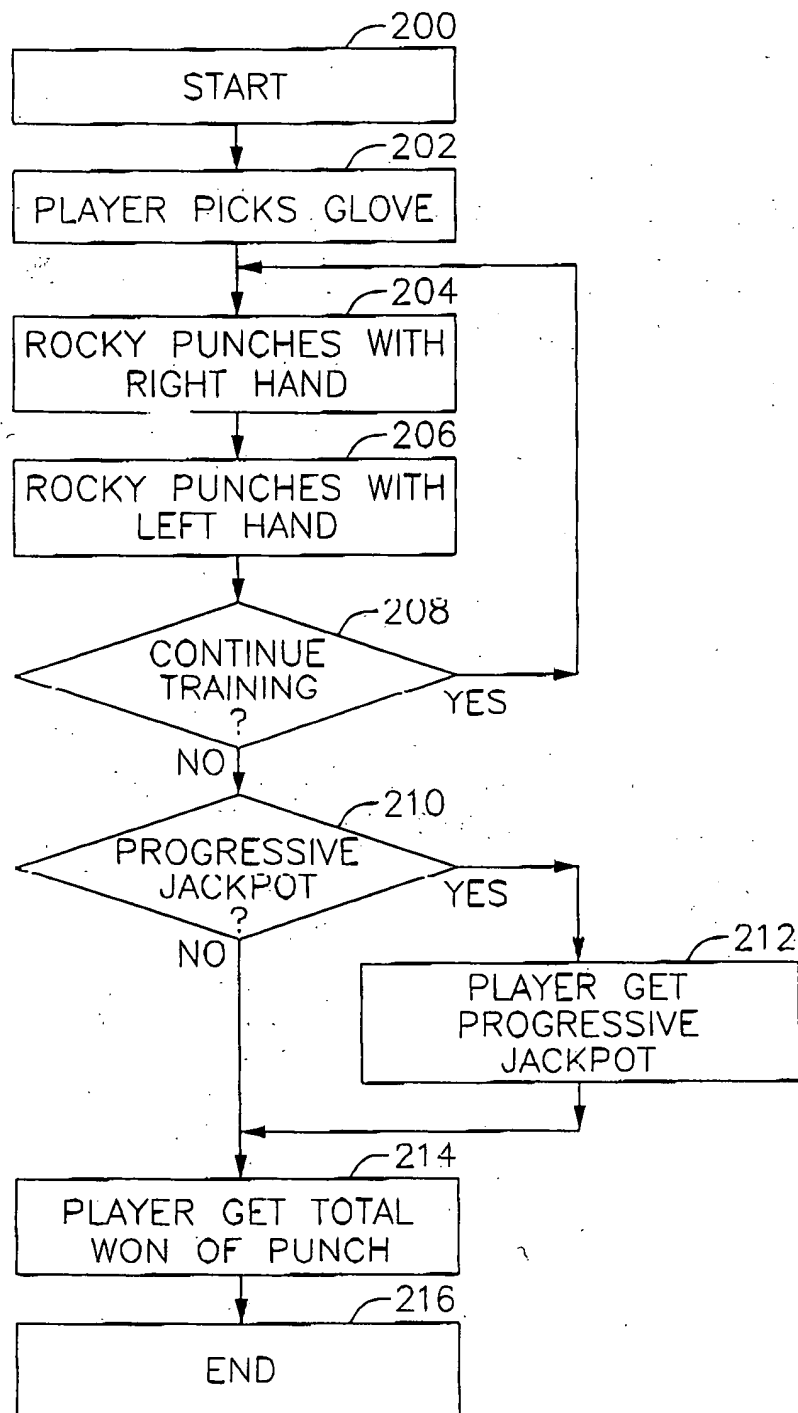 200
START
202
PLAYER PICKS GLOVE
204
ROCKY PUNCHES WITH
RIGHT HAND
206
ROCKY PUNCHES WITH
LEFT HAND
208
CONTINUE
TRAINING
?
YES
NO
210
PROGRESSIVE
JACKPOT
?
YES
NO
212
PLAYER GET
PROGRESSIVE
JACKPOT
214
PLAYER GET TOTAL
WON OF PUNCH
216
END